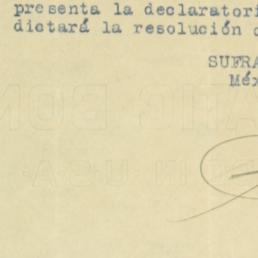 presenta la declaratori
dictará la resolución
SUFRA
Méx